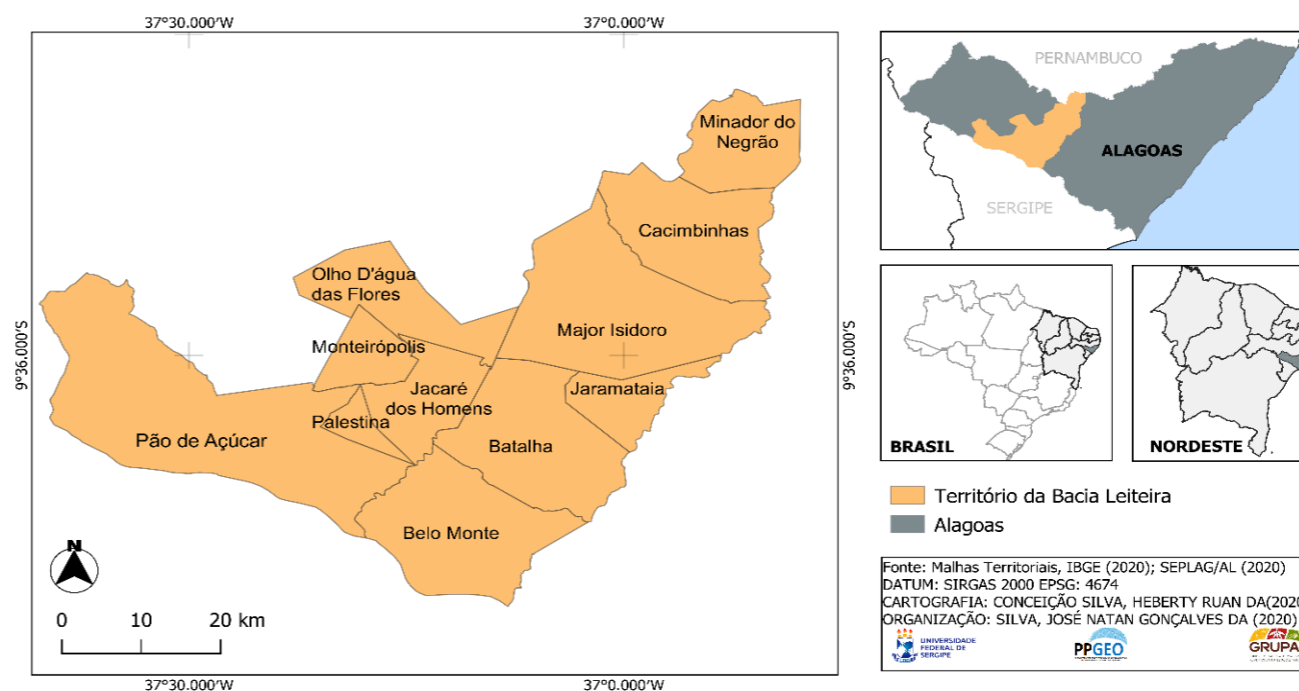 37°30.000'W 37°0.000'W
9°36.000'S
Minador do
Negrão
Cacimbinhas
Olho D'água
das Flores
Major Isidoro
Monteirópolis
Jacaré
dos Homens
Jaramataia
Palestina
Pão de Açúcar
Batalha
Belo Monte
N
0 10 20 km
9°36.000'S
37°30.000'W 37°0.000'W
PERNAMBUCO
ALAGOAS
SERGIPE
BRASIL
NORDESTE
Território da Bacia Leiteira
Alagoas
Fonte: Malhas Territoriais, IBGE (2020); SEPLAG/AL (2020)
DATUM: SIRGAS 2000 EPSG: 4674
CARTOGRAFIA: CONCEIÇÃO SILVA, HEBERTY RUAN DA(202
ORGANIZAÇÃO: SILVA, JOSÉ NATAN GONÇALVES DA (2020)
UNIVERSIDADE
FEDERAL DE
SERGIPE
PPGEO
GRUPA